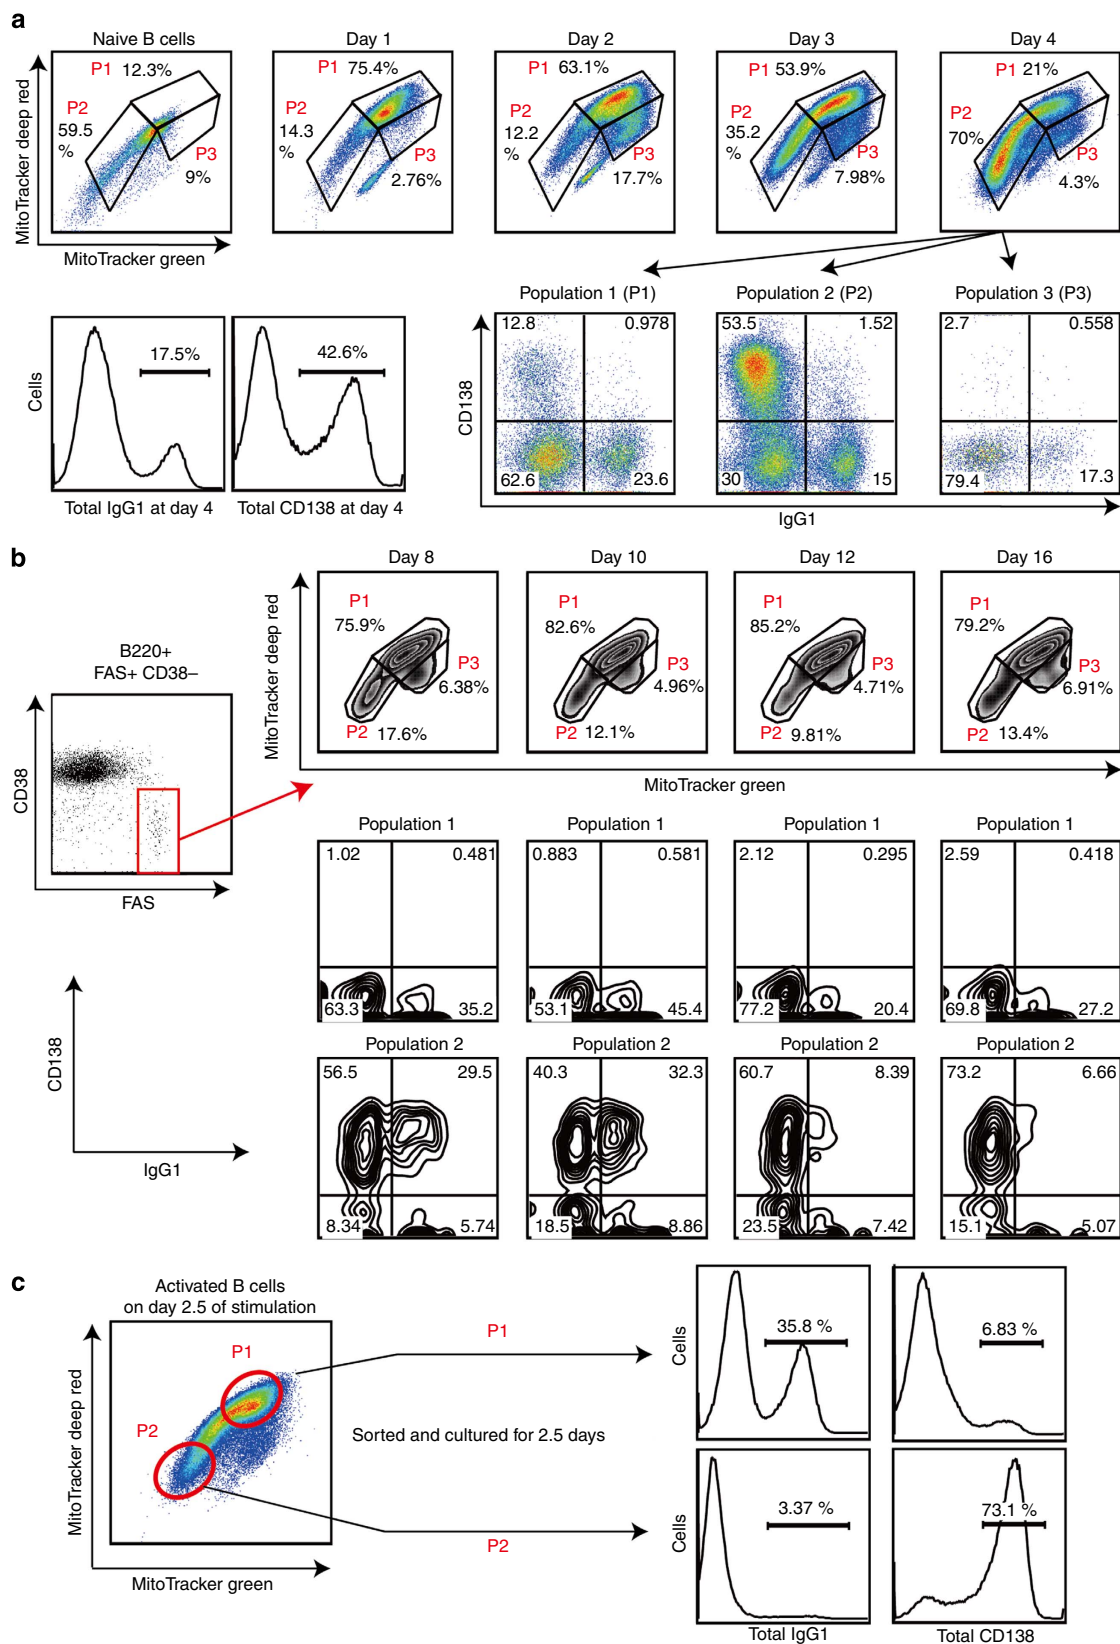 a
Naive B cells
Day 1
Day 2
Day 3
Day 4
MitoTracker deep red
P1 12.3%
P2
59.5
%
P3
9%
P1 75.4%
P2
14.3
%
P3
2.76%
P1 63.1%
P2
12.2
%
P3
17.7%
P1 53.9%
P2
35.2
%
P3
7.98%
P1 21%
P2
70%
P3
4.3%
MitoTracker green
Cells
17.5%
42.6%
Total IgG1 at day 4
Total CD138 at day 4
Population 1 (P1)
Population 2 (P2)
Population 3 (P3)
CD138
12.8
0.978
62.6
23.6
53.5
1.52
30
15
2.7
0.558
79.4
17.3
IgG1
b
B220+
FAS+ CD38–
CD38
FAS
Day 8
Day 10
Day 12
Day 16
MitoTracker deep red
P1
75.9%
P3
6.38%
P2 17.6%
P1
82.6%
P3
4.96%
P2 12.1%
P1
85.2%
P3
4.71%
P2 9.81%
P1
79.2%
P3
6.91%
P2 13.4%
MitoTracker green
Population 1
Population 1
Population 1
Population 1
1.02
0.481
63.3
35.2
0.883
0.581
53.1
45.4
2.12
0.295
77.2
20.4
2.59
0.418
69.8
27.2
CD138
IgG1
Population 2
Population 2
Population 2
Population 2
56.5
29.5
8.34
5.74
40.3
32.3
18.5
8.86
60.7
8.39
23.5
7.42
73.2
6.66
15.1
5.07
c
Activated B cells
on day 2.5 of stimulation
MitoTracker deep red
P1
P2
MitoTracker green
P1
Sorted and cultured for 2.5 days
P2
Cells
35.8 %
6.83 %
Cells
3.37 %
73.1 %
Total IgG1
Total CD138